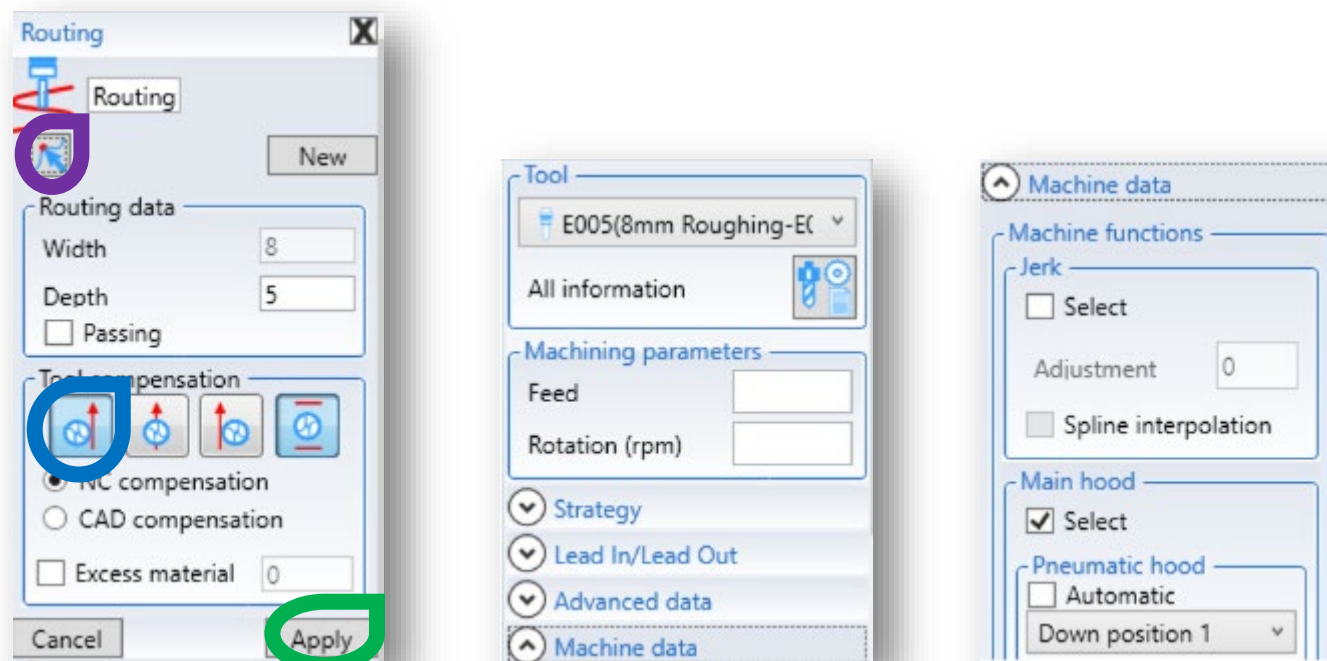 Routing
Routing
New
Routing data
Width 8
Depth 5
Passing
Tool compensation
NC compensation
CAD compensation
Excess material 0
Cancel Apply
Tool
E005(8mm Roughing-E(
All information
Machining parameters
Feed
Rotation (rpm)
Strategy
Lead In/Lead Out
Advanced data
Machine data
Machine data
Machine functions
Jerk
Select
Adjustment 0
Spline interpolation
Main hood
Select
Pneumatic hood
Automatic
Down position 1